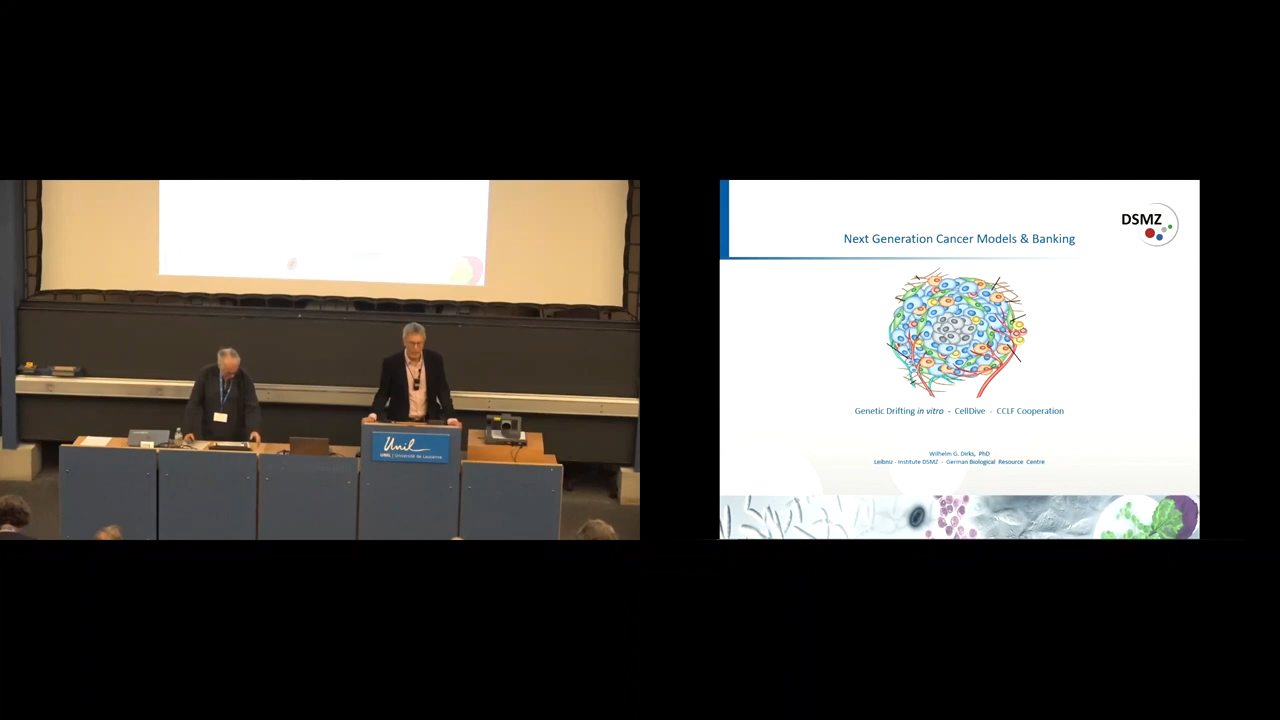 Unil
UNIL | Université de Lausanne
DSMZ
Next Generation Cancer Models & Banking
Genetic Drifting in vitro - CellDive - CCLF Cooperation
Wilhelm G. Dirks, PhD
Leibniz - Institute DSMZ - German Biological Resource Centre